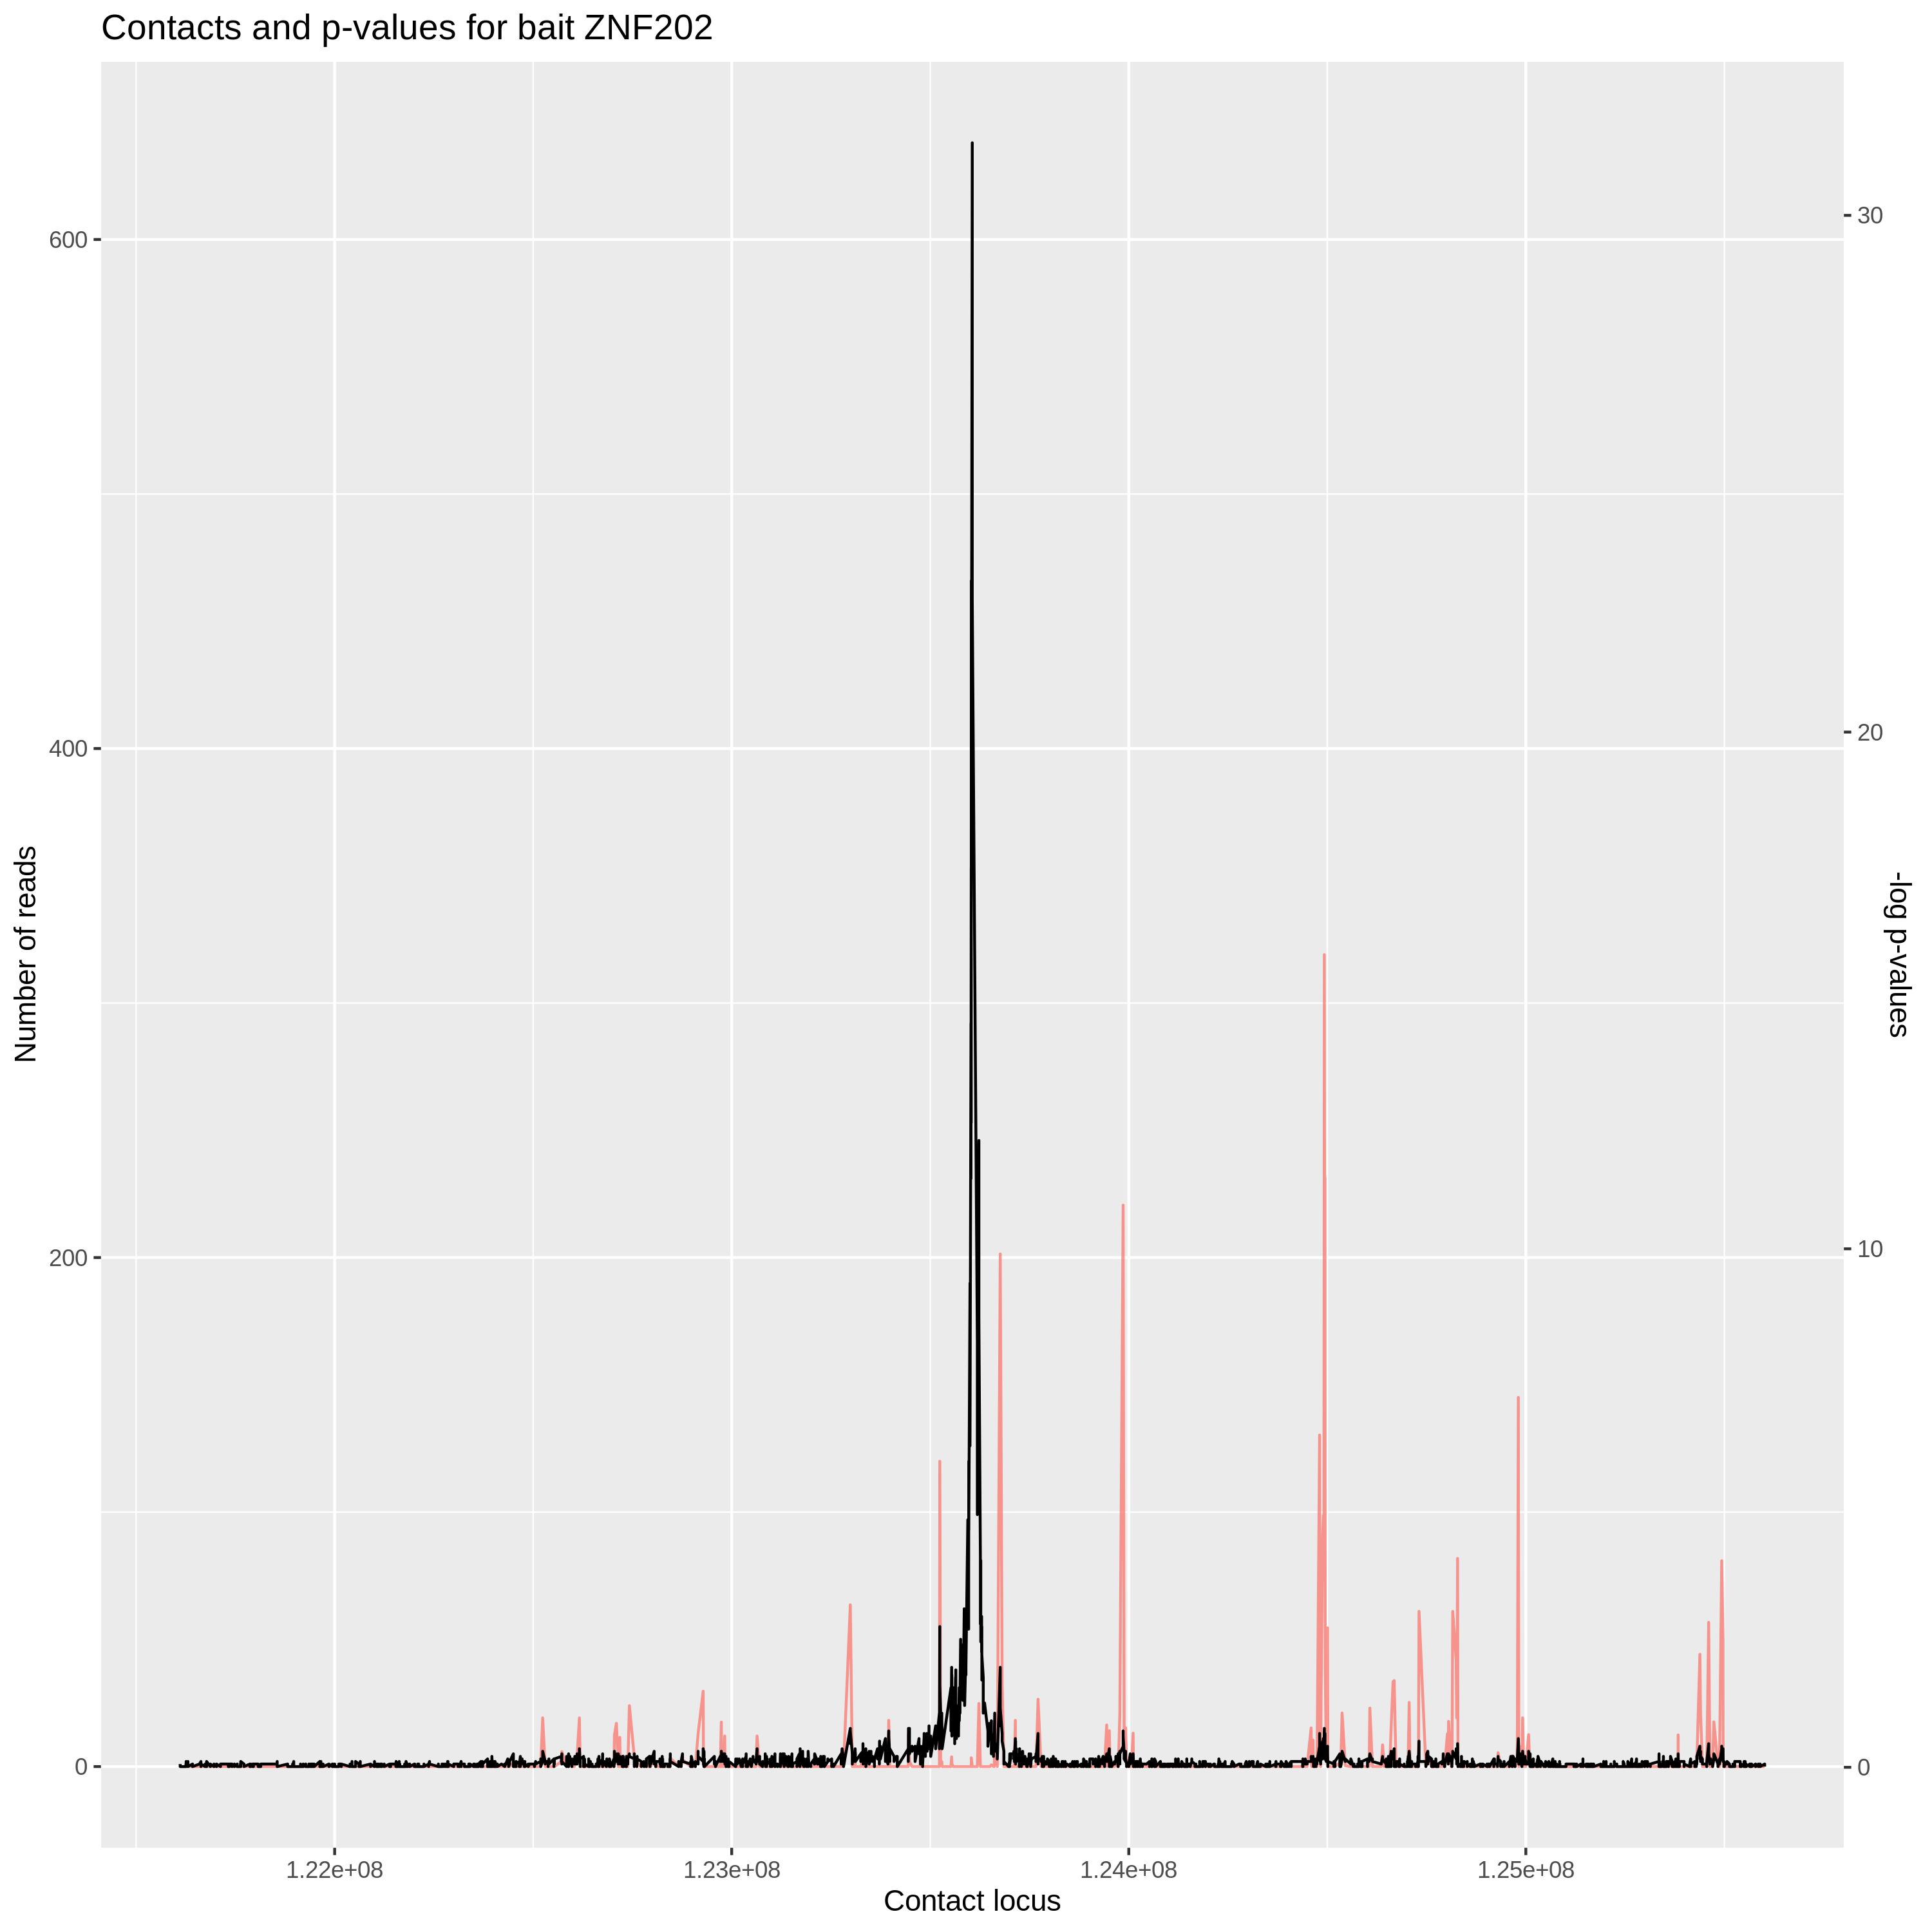 Contacts and p-values for bait ZNF202
600
400
200
0
Number of reads
30
20
10
0
-log p-values
1.22e+08
1.23e+08
1.24e+08
1.25e+08
Contact locus